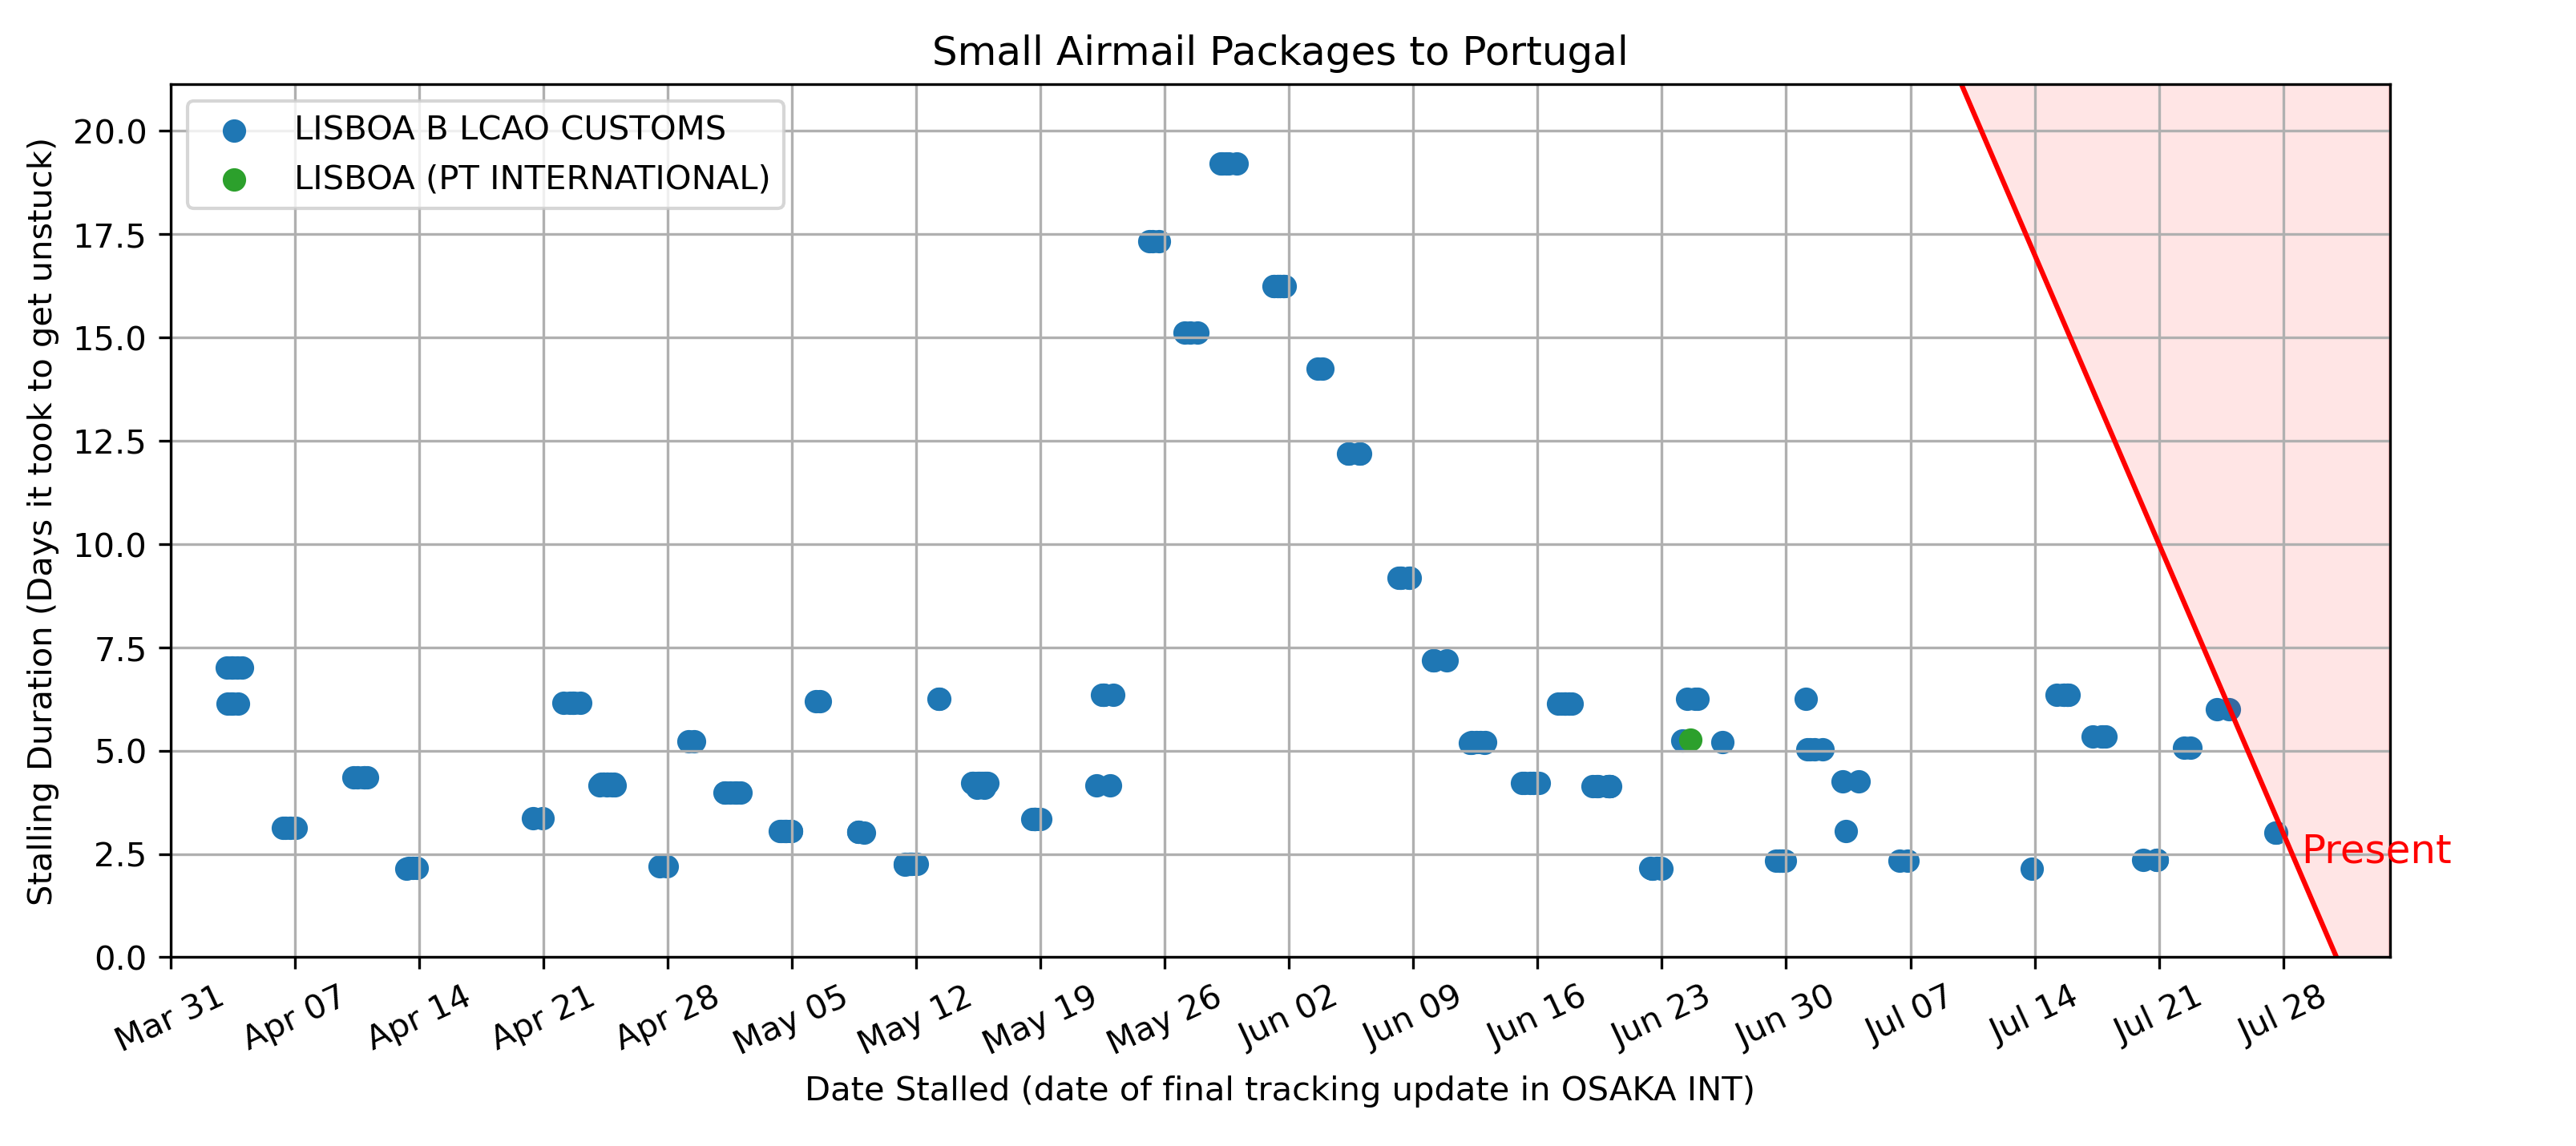 Small Airmail Packages to Portugal
LISBOA B LCAO CUSTOMS
LISBOA (PT INTERNATIONAL)
Stalling Duration (Days it took to get unstuck)
20.0
17.5
15.0
12.5
10.0
7.5
5.0
2.5
0.0
Present
Mar 31 Apr 07 Apr 14 Apr 21 Apr 28 May 05 May 12 May 19 May 26 Jun 02 Jun 09 Jun 16 Jun 23 Jun 30 Jul 07 Jul 14 Jul 21 Jul 28
Date Stalled (date of final tracking update in OSAKA INT)